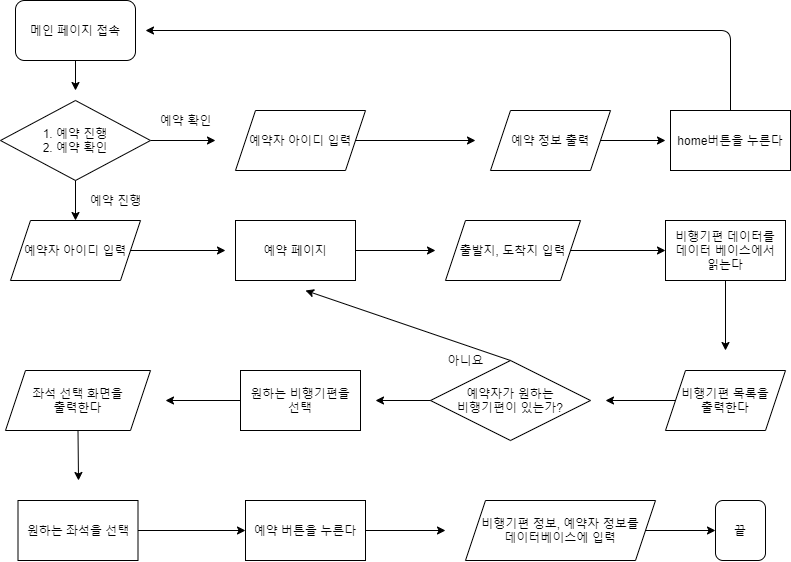 메인 페이지 접속
1. 예약 진행
2. 예약 확인
예약 확인
예약자 아이디 입력
예약 정보 출력
home버튼을 누른다
예약 진행
예약자 아이디 입력
예약 페이지
출발지, 도착지 입력
비행기편 데이터를
데이터 베이스에서
읽는다
비행기편 목록을
출력한다
예약자가 원하는
비행기편이 있는가?
아니요
원하는 비행기편을
선택
좌석 선택 화면을
출력한다
원하는 좌석을 선택
예약 버튼을 누른다
비행기편 정보, 예약자 정보를
데이터베이스에 입력
끝